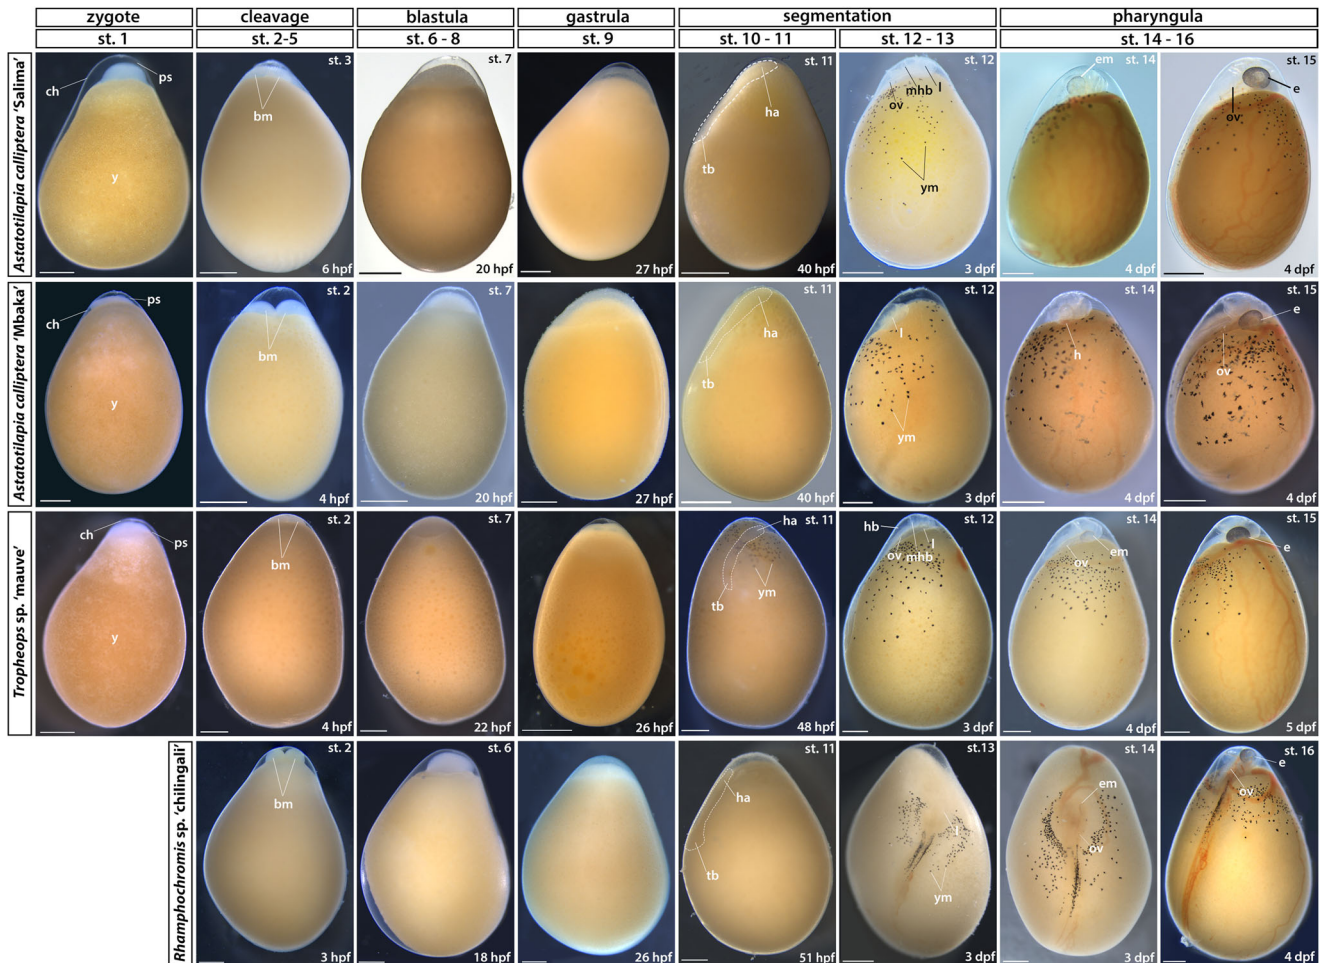 zygote cleavage blastula gastrula segmentation pharyngula
st. 1 st. 2-5 st. 6 - 8 st. 9 st. 10 - 11 st. 12 - 13 st. 14 - 16
Astatotilapia calliptera 'Salima'
ch ps y
st. 3 bm 6 hpf
st. 7 20 hpf
27 hpf
st. 11 ha tb 40 hpf
st. 12 mhb l ov ym 3 dpf
em st. 14 4 dpf
st. 15 e ov 4 dpf
Astatotilapia calliptera 'Mbaka'
ps ch y
st. 2 bm 4 hpf
st. 7 20 hpf
27 hpf
st. 11 ha tb 40 hpf
st. 12 l ym 3 dpf
st. 14 h 4 dpf
st. 15 e ov 4 dpf
Tropheops sp. 'mauve'
ch ps y
st. 2 bm 4 hpf
st. 7 22 hpf
26 hpf
ha st. 11 tb ym 48 hpf
st. 12 hb l ov mhb 3 dpf
st. 14 em ov 4 dpf
st. 15 e 5 dpf
Rhamphochromis sp. 'chilingali'
st. 2 bm 3 hpf
st. 6 18 hpf
26 hpf
st. 11 ha tb 51 hpf
st.13 l ym 3 dpf
st. 14 em ov 3 dpf
st. 16 e ov 4 dpf